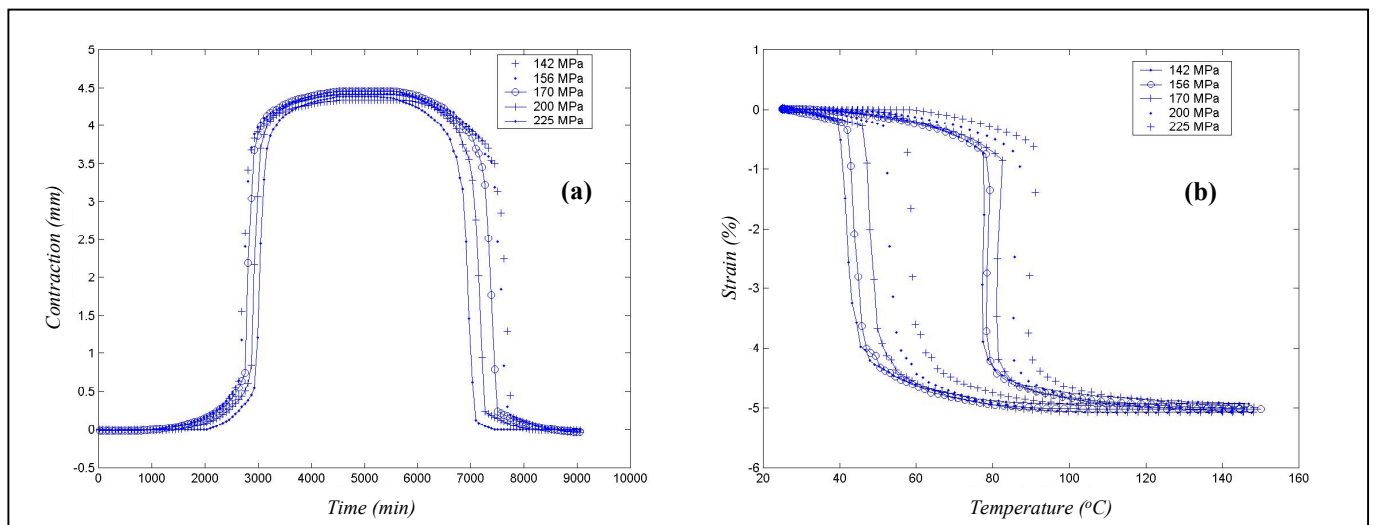 5
4.5
4
3.5
3
2.5
2
1.5
1
0.5
0
-0.5
Contraction (mm)
142 MPa
156 MPa
170 MPa
200 MPa
225 MPa
(a)
0 1000 2000 3000 4000 5000 6000 7000 8000 9000 10000
Time (min)
1
0
-1
-2
-3
-4
-5
-6
Strain (%)
142 MPa
156 MPa
170 MPa
200 MPa
225 MPa
(b)
20 40 60 80 100 120 140 160
Temperature (°C)